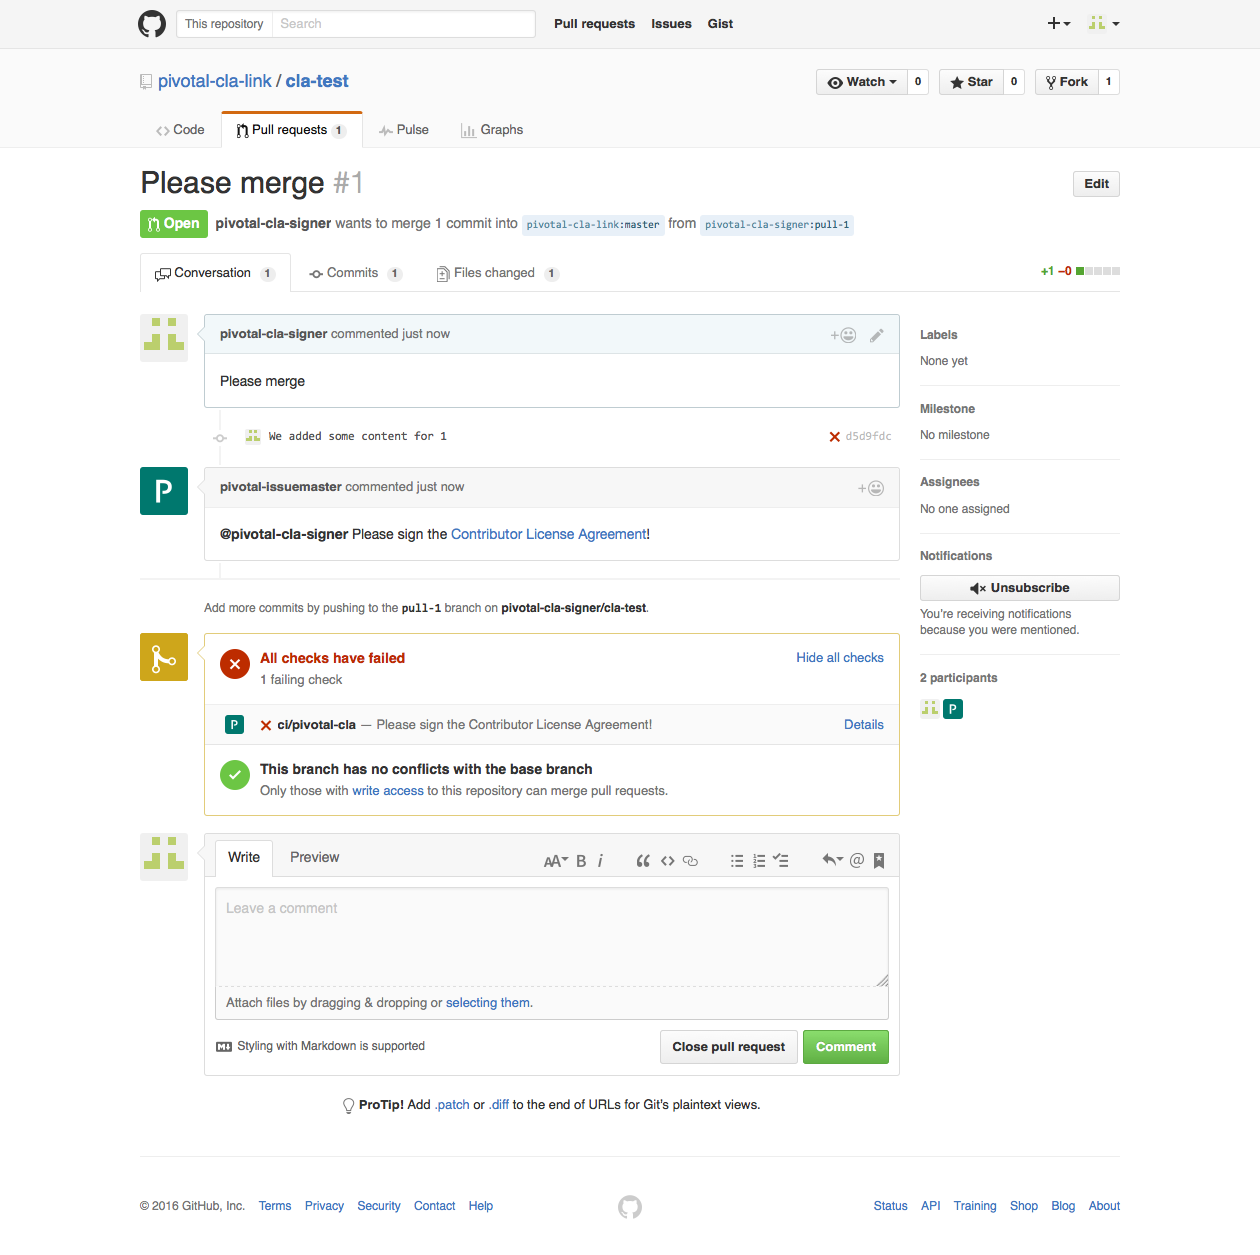 This repository Search Pull requests Issues Gist
pivotal-cla-link / cla-test Watch 0 Star 0 Fork 1
Code Pull requests 1 Pulse Graphs
Please merge #1 Edit
Open pivotal-cla-signer wants to merge 1 commit into pivotal-cla-link:master from pivotal-cla-signer:pull-1
Conversation 1 Commits 1 Files changed 1 +1 −0
pivotal-cla-signer commented just now
Please merge
We added some content for 1 d5d9fdc
P
pivotal-issuemaster commented just now
@pivotal-cla-signer Please sign the Contributor License Agreement!
Add more commits by pushing to the pull-1 branch on pivotal-cla-signer/cla-test.
All checks have failed Hide all checks
1 failing check
P ci/pivotal-cla — Please sign the Contributor License Agreement! Details
This branch has no conflicts with the base branch
Only those with write access to this repository can merge pull requests.
Write Preview AA B i @
Leave a comment
Attach files by dragging & dropping or selecting them.
Styling with Markdown is supported Close pull request Comment
ProTip! Add .patch or .diff to the end of URLs for Git's plaintext views.
Labels
None yet
Milestone
No milestone
Assignees
No one assigned
Notifications
Unsubscribe
You're receiving notifications
because you were mentioned.
2 participants
P
© 2016 GitHub, Inc. Terms Privacy Security Contact Help Status API Training Shop Blog About